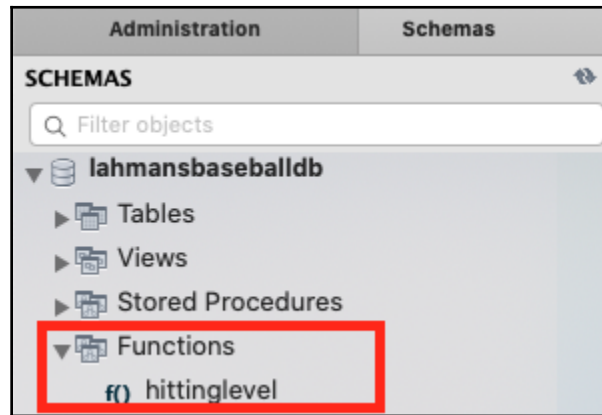 Administration Schemas
SCHEMAS
Filter objects
lahmansbaseballdb
Tables
Views
Stored Procedures
Functions
f() hittinglevel